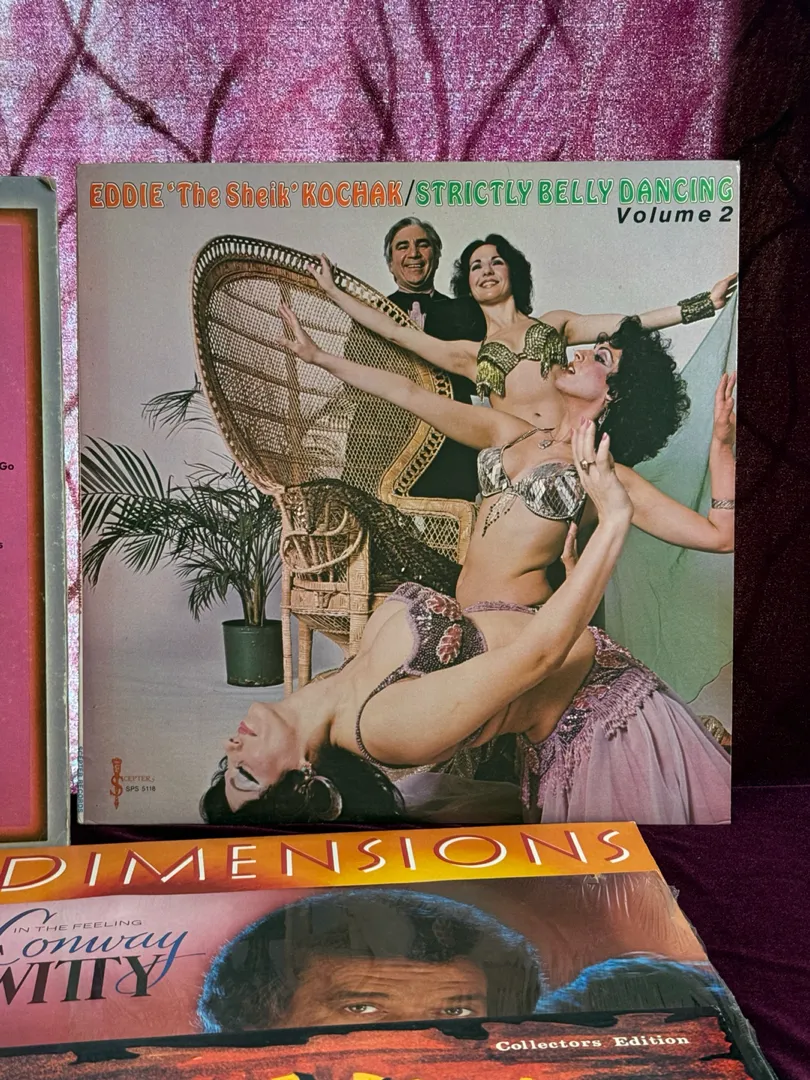 EDDIE 'The Sheik' KOCHAK/STRICTLY BELLY DANCING
Volume 2
Go
s
SCEPTER
SPS 5118
DIMENSIONS
IN THE FEELING
Conway
Collectors Edition